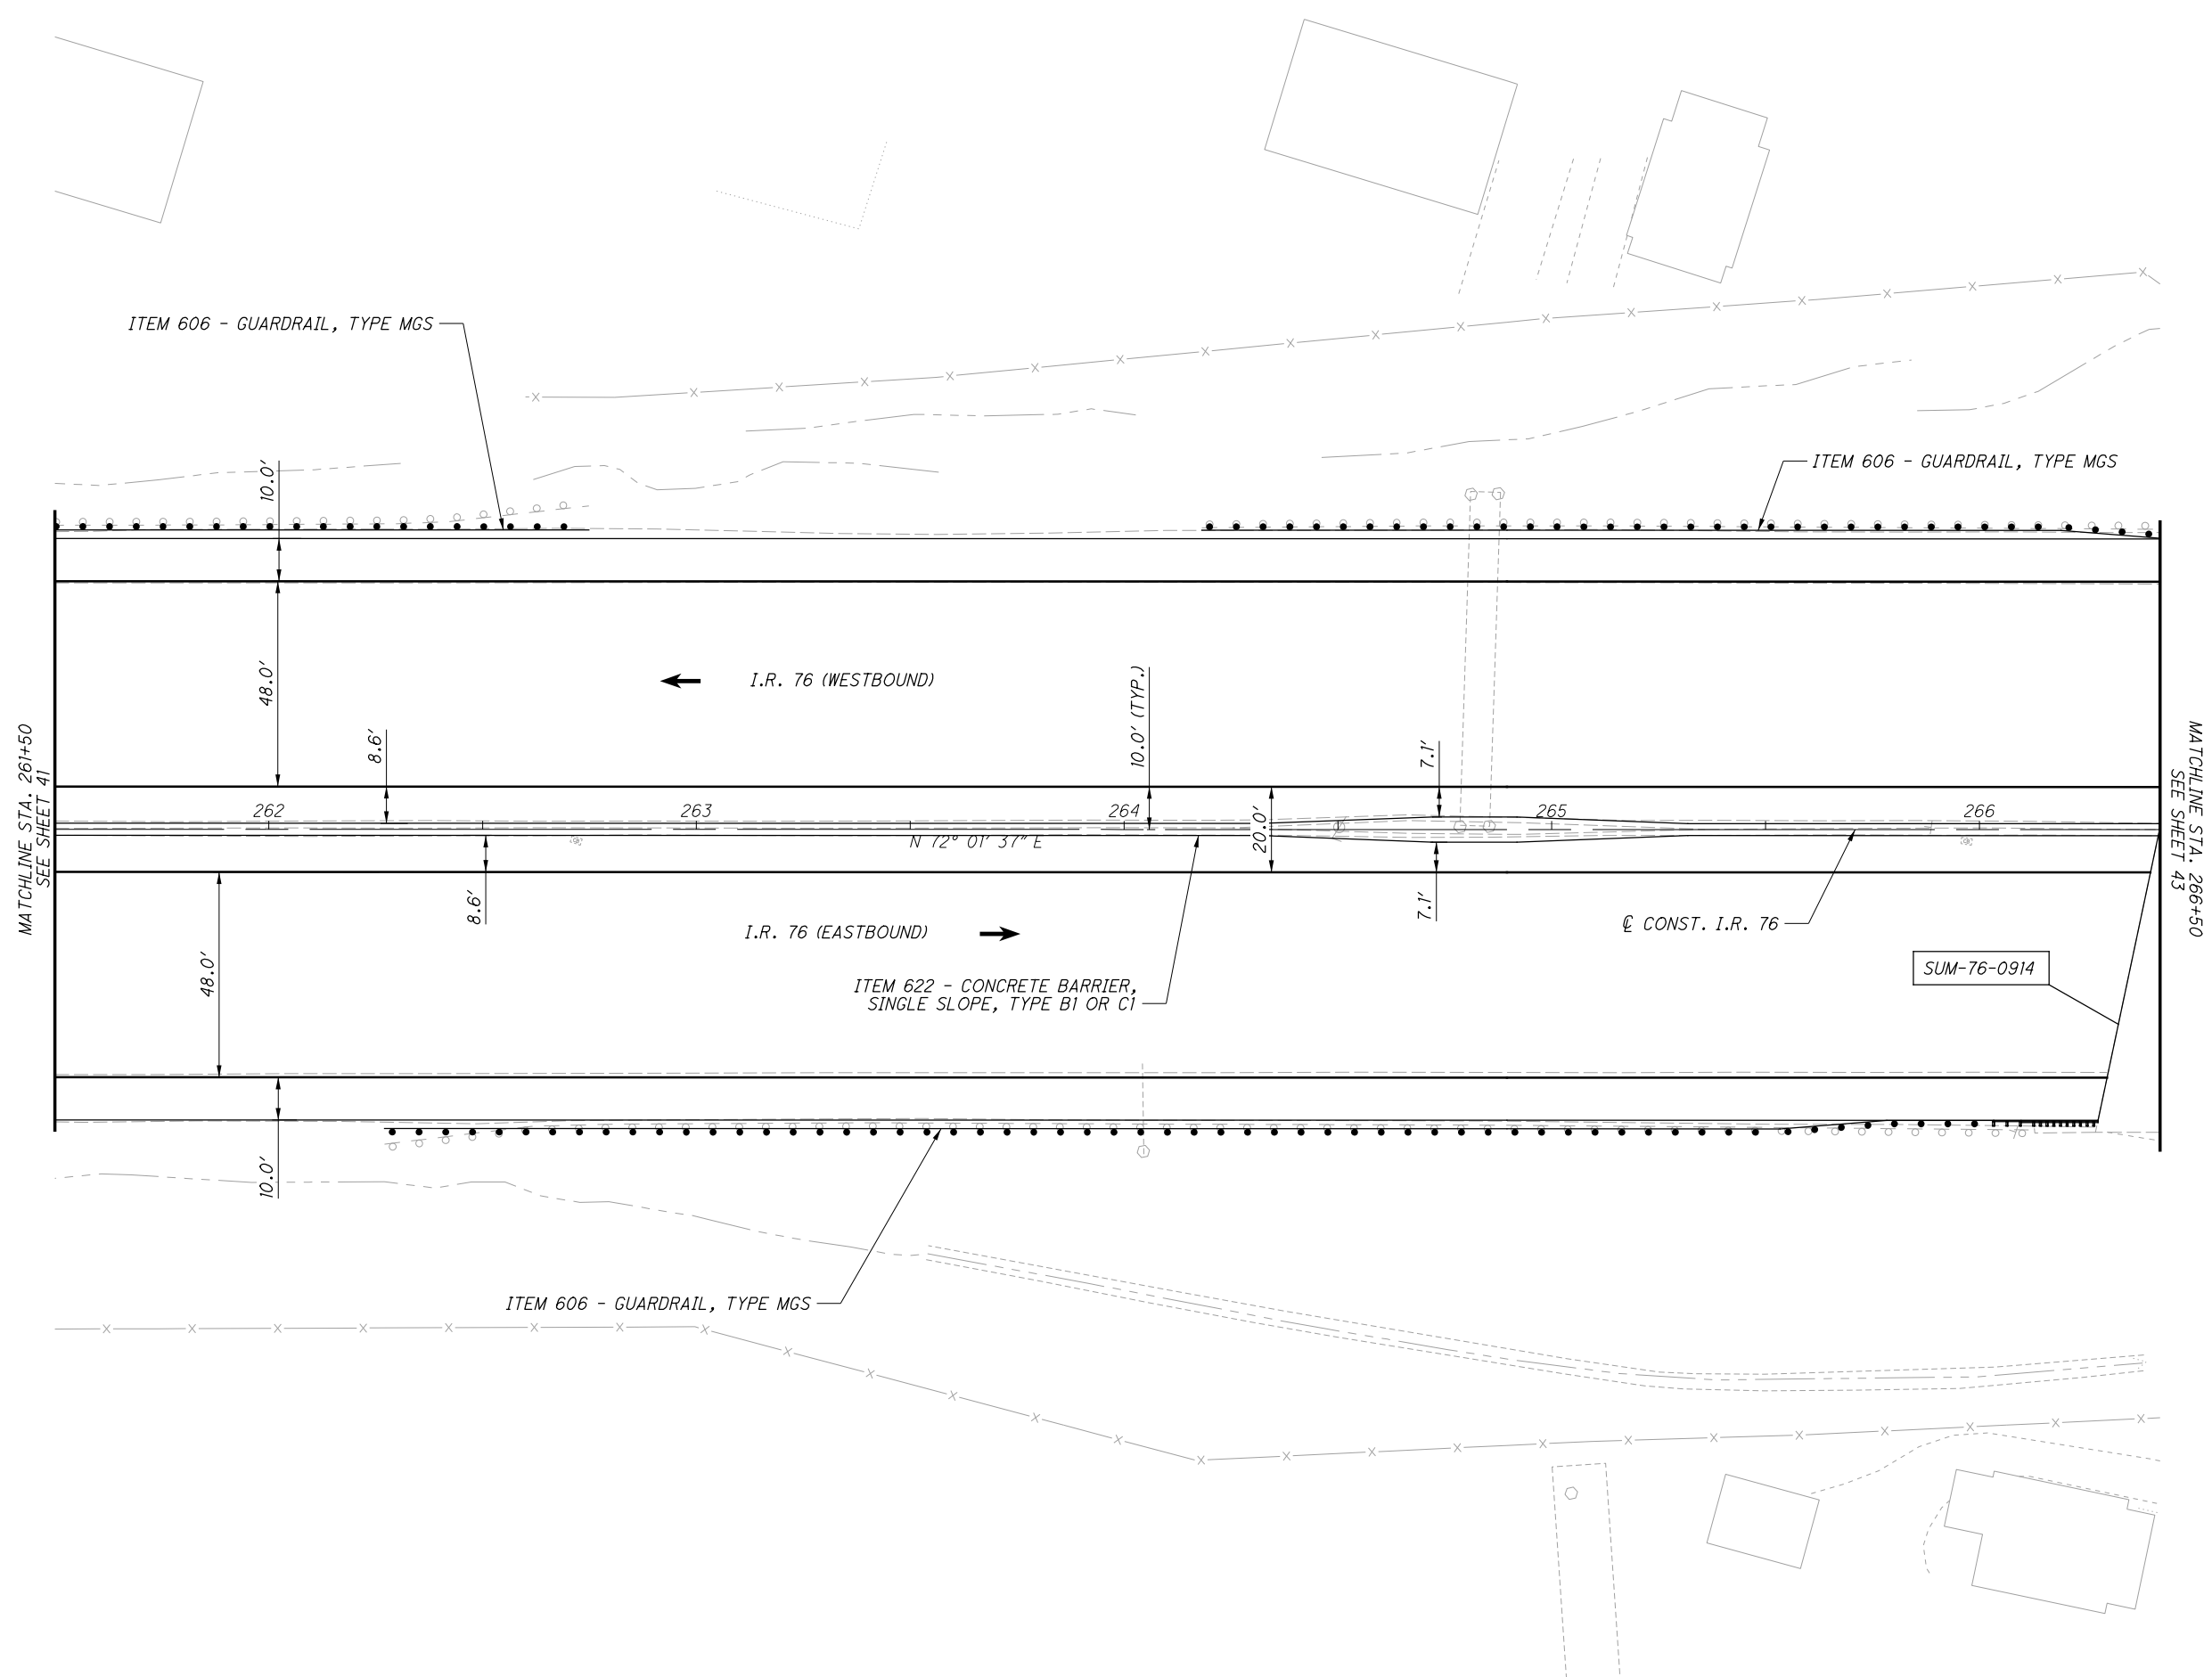 ITEM 606 - GUARDRAIL, TYPE MGS
ITEM 606 - GUARDRAIL, TYPE MGS
10.0'
48.0'
I.R. 76 (WESTBOUND)
10.0' (TYP.)
8.6'
7.1'
MATCHLINE STA. 261+50
SEE SHEET 41
MATCHLINE STA. 266+50
SEE SHEET 43
262
263
264
265
266
20.0'
N 72° 01' 37" E
8.6'
7.1'
I.R. 76 (EASTBOUND)
℄ CONST. I.R. 76
48.0'
SUM-76-0914
ITEM 622 - CONCRETE BARRIER,
SINGLE SLOPE, TYPE B1 OR C1
10.0'
ITEM 606 - GUARDRAIL, TYPE MGS